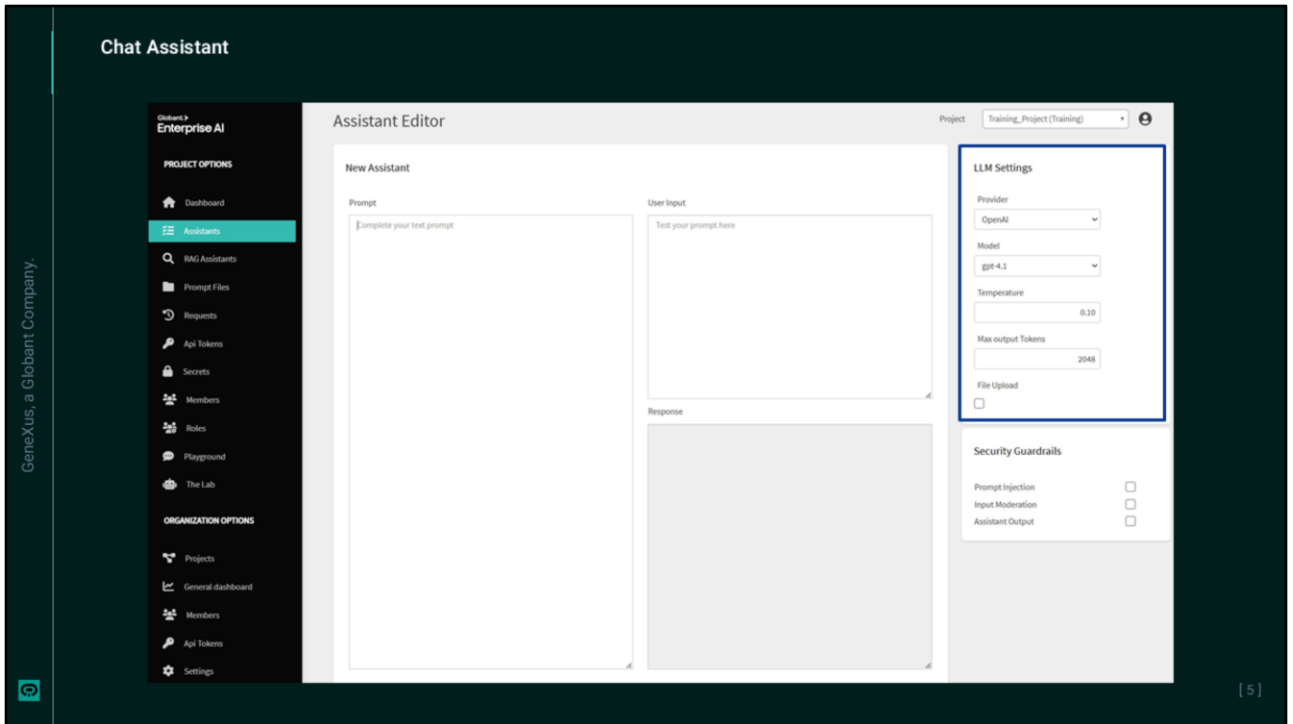 Chat Assistant
GeneXus, a Globant Company.
Globant>
Enterprise AI
PROJECT OPTIONS
Dashboard
Assistants
RAG Assistants
Prompt Files
Requests
Api Tokens
Secrets
Members
Roles
Playground
The Lab
ORGANIZATION OPTIONS
Projects
General dashboard
Members
Api Tokens
Settings
Assistant Editor
Project
Training_Project (Training)
New Assistant
Prompt
Complete your text prompt
User Input
Test your prompt here
Response
LLM Settings
Provider
OpenAI
Model
gpt-4.1
Temperature
0.10
Max output Tokens
2048
File Upload
Security Guardrails
Prompt Injection
Input Moderation
Assistant Output
[ 5 ]